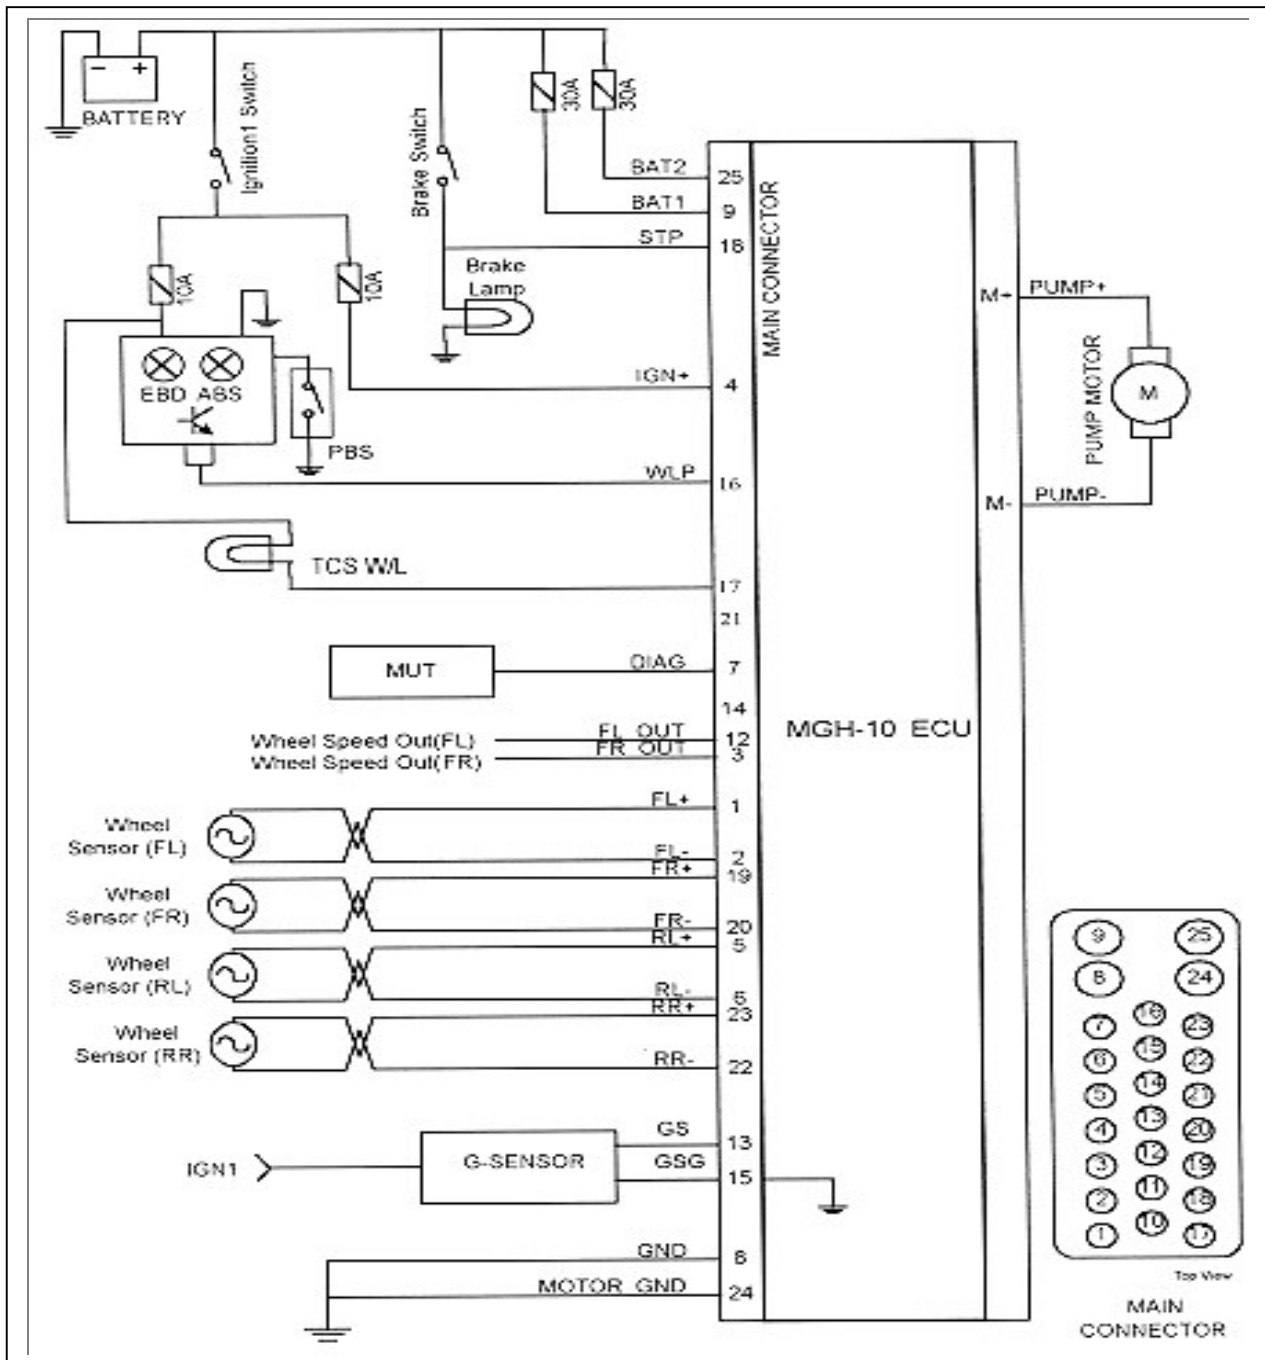 BATTERY
Ignition1 Switch
Brake Switch
30A
30A
10A
10A
Brake
Lamp
EBD ABS
PBS
TCS W/L
BAT2
25
BAT1
9
STP
18
IGN+
4
WLP
16
17
21
MUT
DIAG
7
14
Wheel Speed Out(FL)
FL OUT
12
Wheel Speed Out(FR)
FR OUT
3
Wheel
Sensor (FL)
FL+
1
FL-
2
Wheel
Sensor (FR)
FR+
19
FR-
20
Wheel
Sensor (RL)
RL+
5
RL-
6
Wheel
Sensor (RR)
RR+
23
RR-
22
IGN1
G-SENSOR
GS
13
GSG
15
GND
8
MOTOR GND
24
MAIN CONNECTOR
MGH-10 ECU
M+
PUMP+
PUMP MOTOR
M
M-
PUMP-
9 25
8 24
16
7 23
15
6 22
14
5 21
13
4 20
12
3 19
11
2 18
10
1 17
Top View
MAIN
CONNECTOR